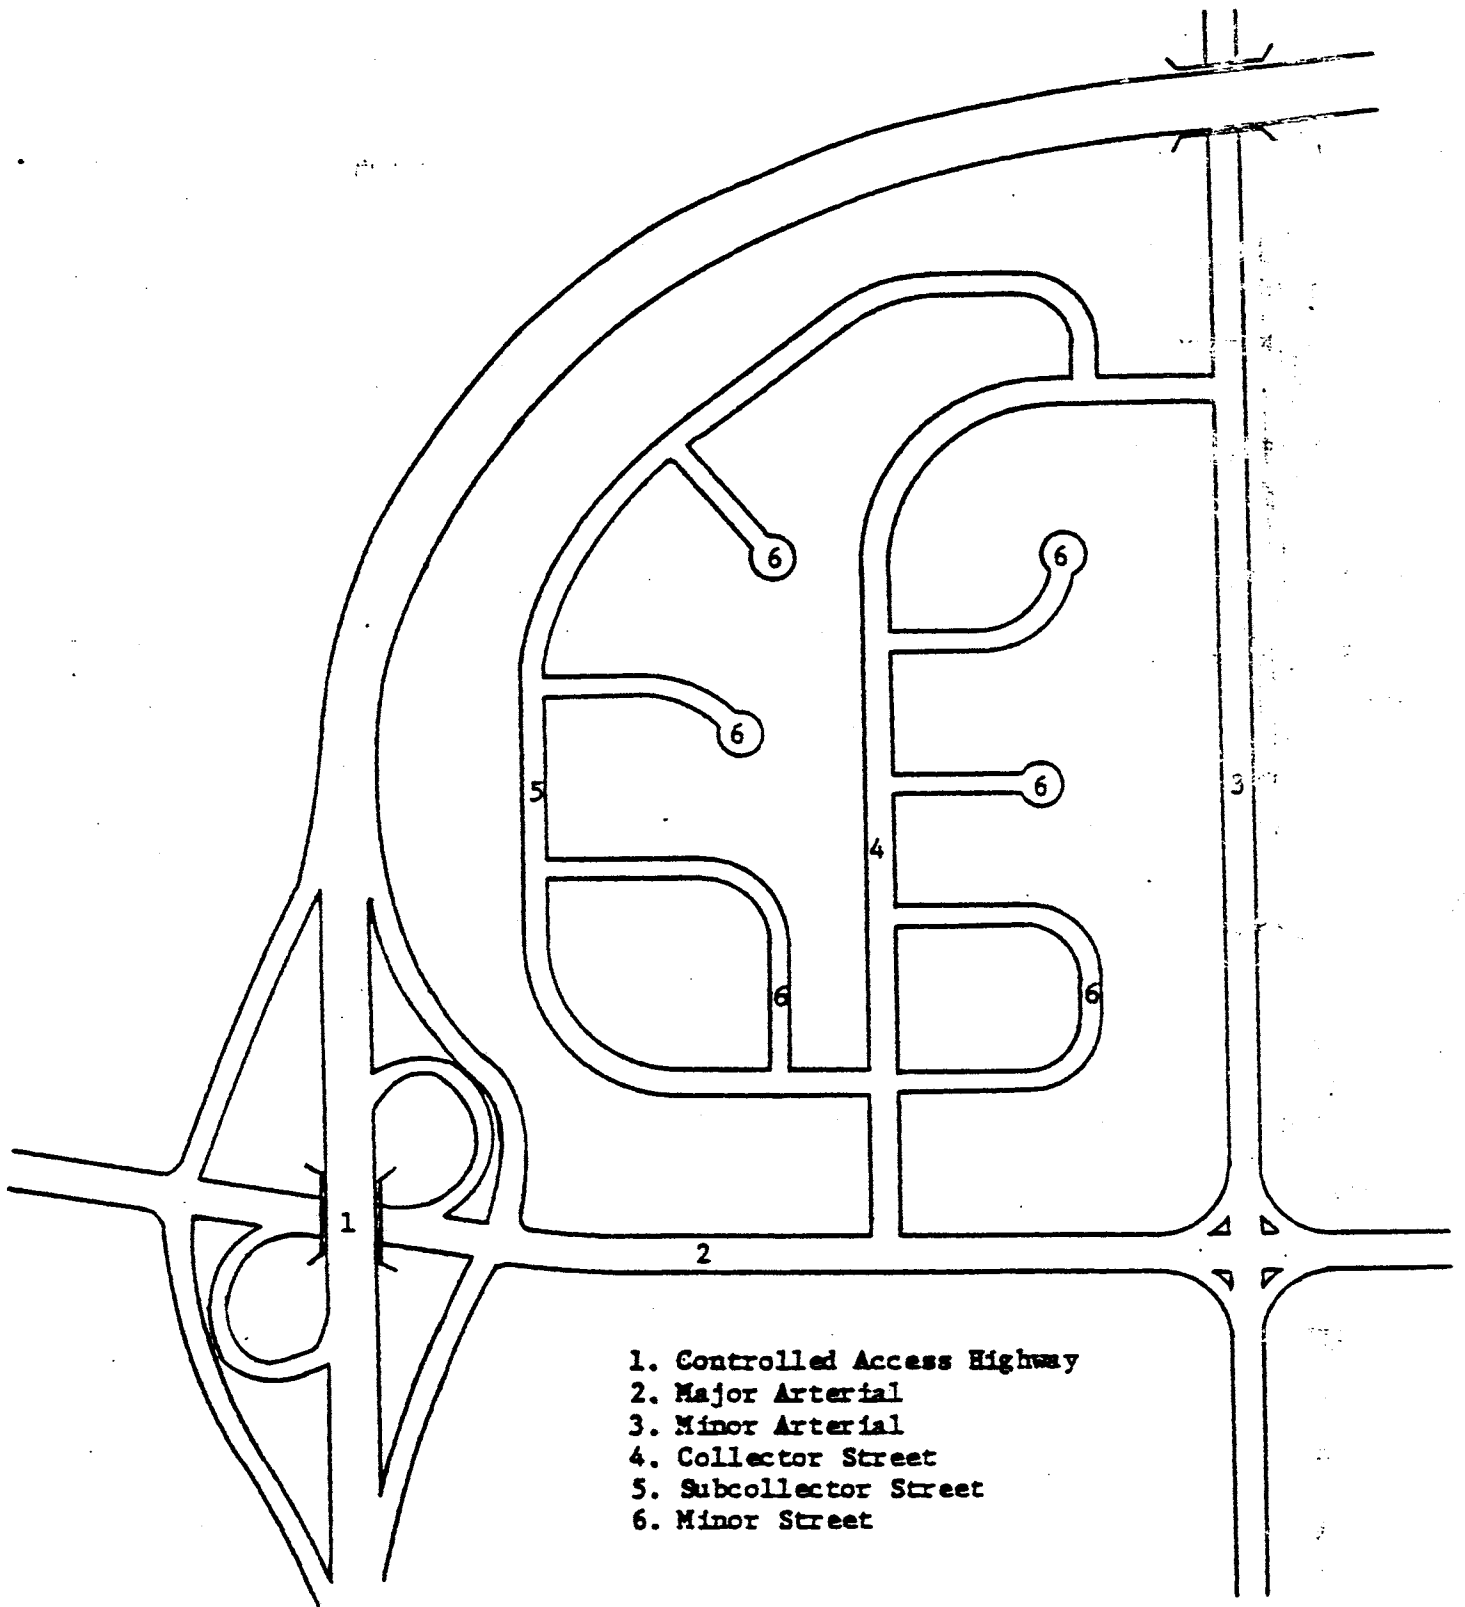 6
6
6
5
6
3
4
6
6
1
2
1. Controlled Access Highway
2. Major Arterial
3. Minor Arterial
4. Collector Street
5. Subcollector Street
6. Minor Street